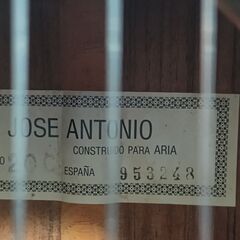 JOSE ANTONIO
CONSTRUIDO PARA ARIA
ESPAÑA 953248